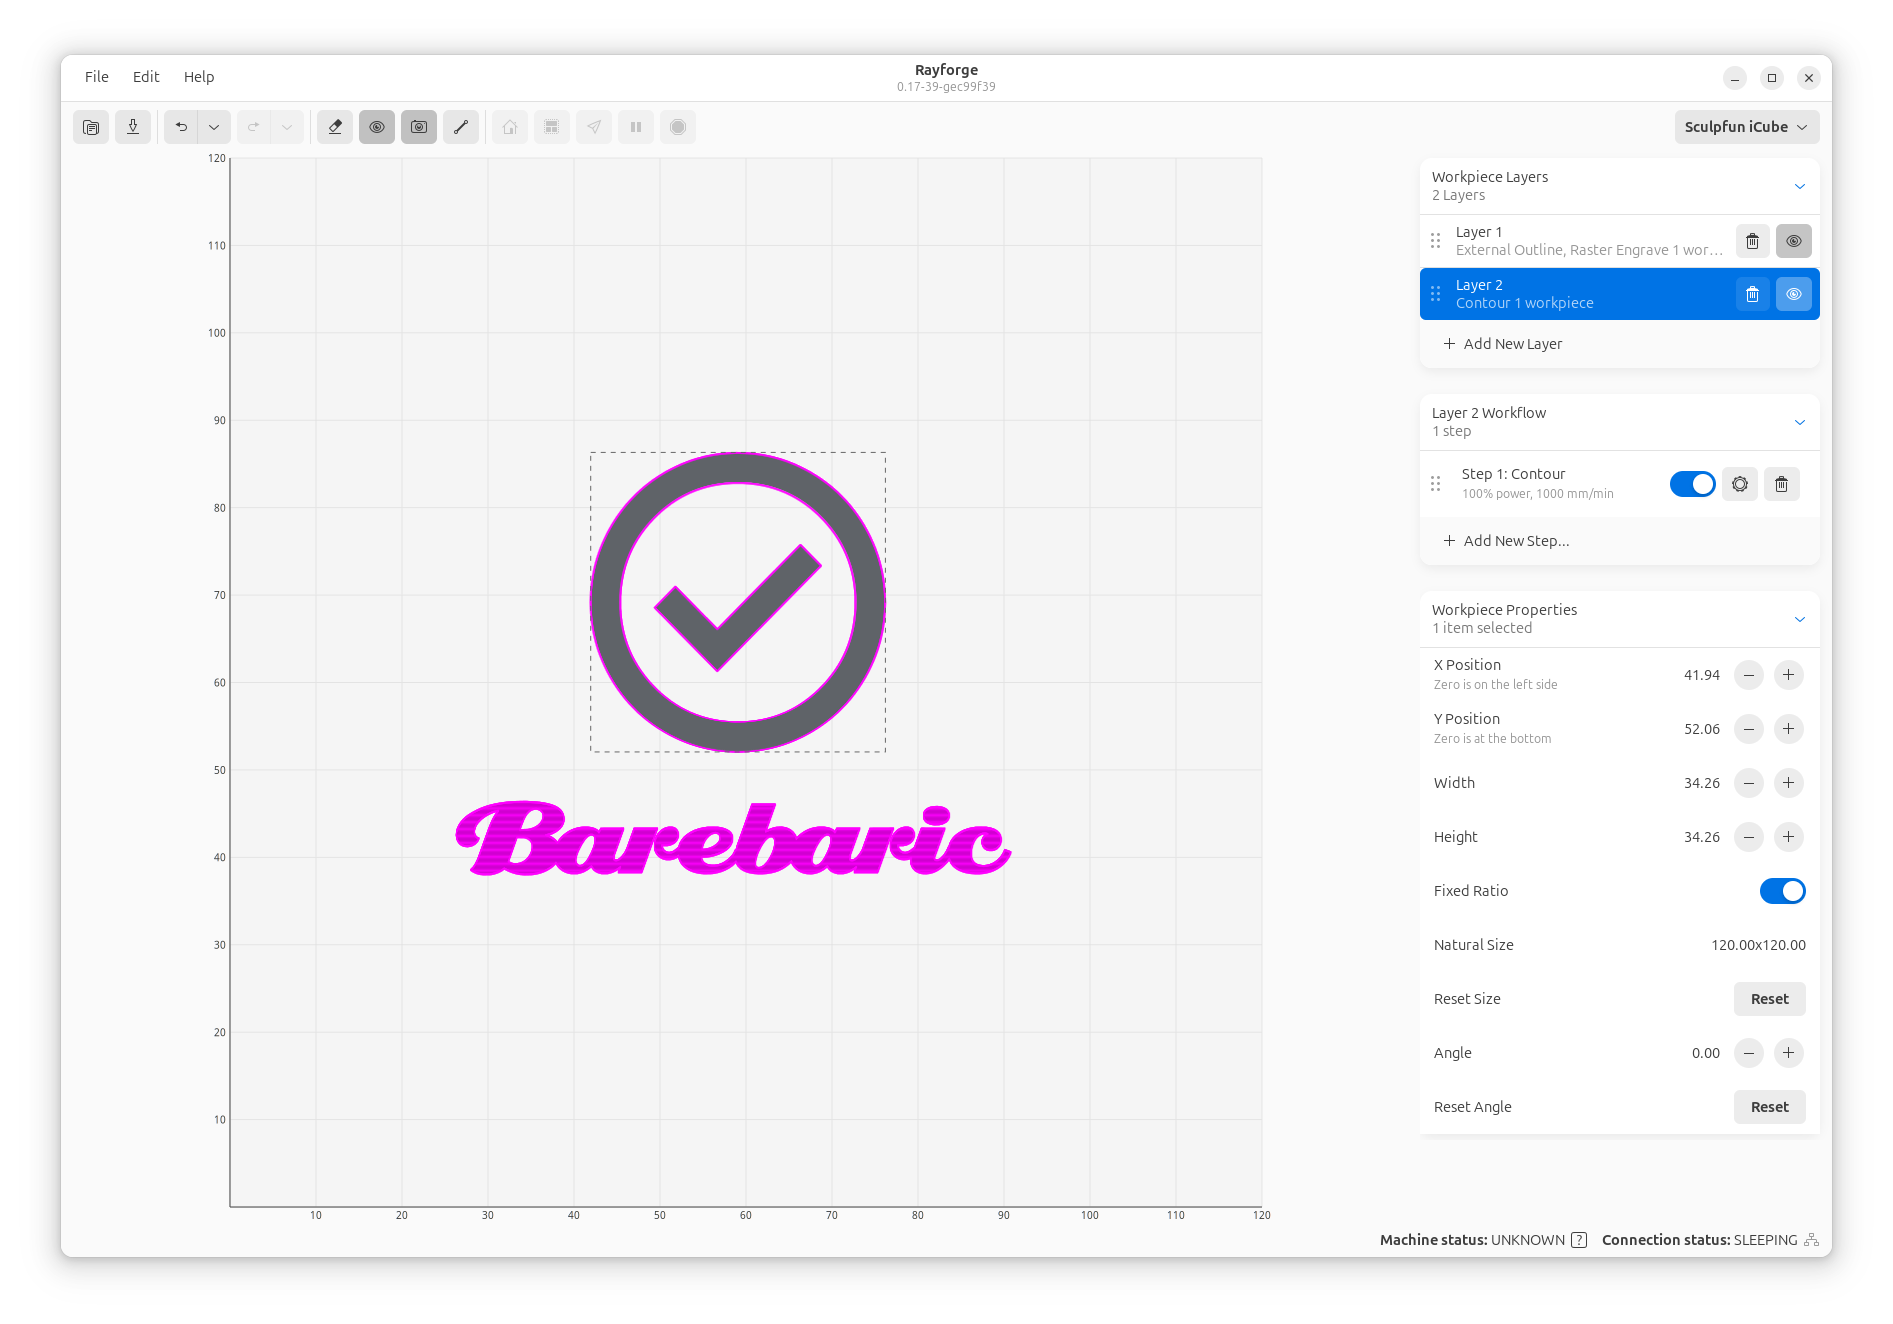 Rayforge
File Edit Help
0.17-39-gec99f39
Sculpfun iCube
120
110
100
90
80
70
60
50
40
30
20
10
10 20 30 40 50 60 70 80 90 100 110 120
Barebaric
Workpiece Layers
2 Layers
Layer 1
External Outline, Raster Engrave 1 wor…
Layer 2
Contour 1 workpiece
Add New Layer
Layer 2 Workflow
1 step
Step 1: Contour
100% power, 1000 mm/min
Add New Step...
Workpiece Properties
1 item selected
X Position
Zero is on the left side
41.94
Y Position
Zero is at the bottom
52.06
Width 34.26
Height 34.26
Fixed Ratio
Natural Size 120.00x120.00
Reset Size Reset
Angle 0.00
Reset Angle Reset
Machine status: UNKNOWN ? Connection status: SLEEPING